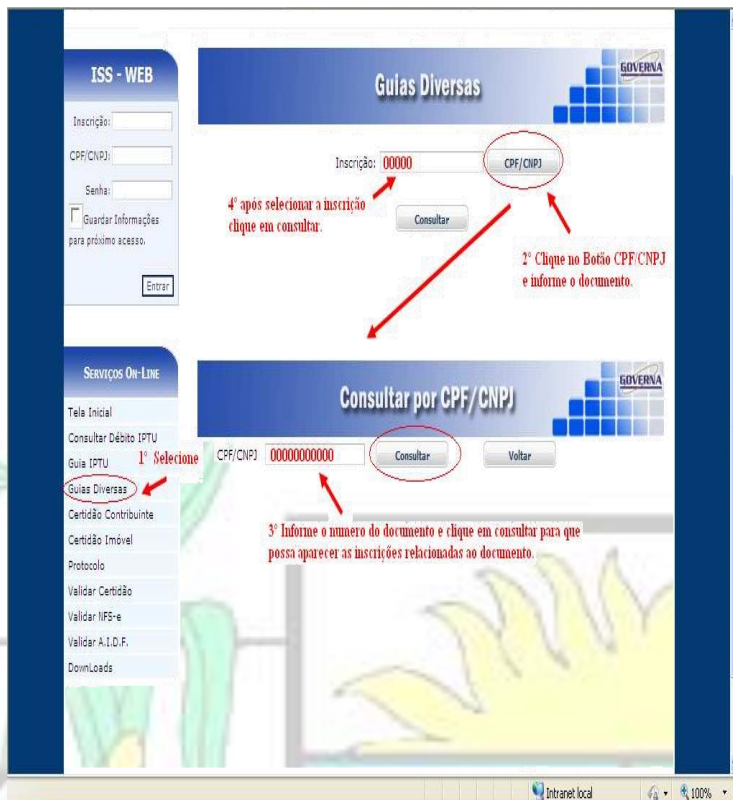 ISS - WEB
Inscrição:
CPF/CNPJ:
Senha:
Guardar Informações
para próximo acesso.
Entrar
Guias Diversas
GOVERNA
Inscrição: 00000
CPF/CNPJ
4º após selecionar a inscrição
clique em consultar.
Consultar
2º Clique no Botão CPF/CNPJ
e informe o documento.
SERVIÇOS ON-LINE
Tela Inicial
Consultar Débito IPTU
Guia IPTU
1º Selecione
Guias Diversas
Certidão Contribuinte
Certidão Imóvel
Protocolo
Validar Certidão
Validar NFS-e
Validar A.I.D.F.
DownLoads
Consultar por CPF/CNPJ
GOVERNA
CPF/CNPJ 00000000000
Consultar
Voltar
3º Informe o numero do documento e clique em consultar para que
possa aparecer as inscrições relacionadas ao documento.
Intranet local
100%